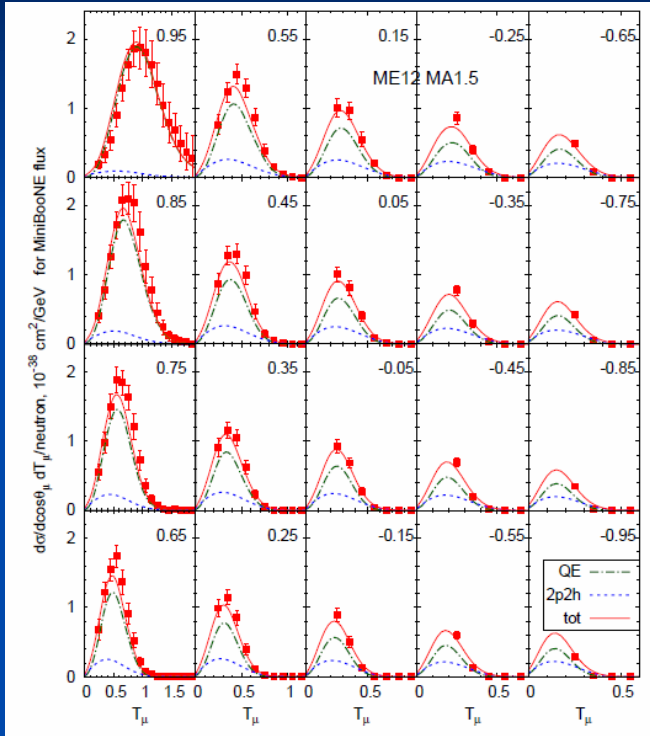 dσ/dcosθμ dTμ/neutron, 10⁻³⁸ cm²/GeV for MiniBooNE flux
2 0.95 0.55 0.15 -0.25 -0.65
ME12 MA1.5
1
0
2 0.85 0.45 0.05 -0.35 -0.75
1
0
2 0.75 0.35 -0.05 -0.45 -0.85
1
0
2 0.65 0.25 -0.15 -0.55 -0.95
QE
2p2h
1 tot
0
0 0.5 1 1.5 0 0.5 1 0 0.5 0 0.5 0 0.5
Tμ Tμ Tμ Tμ Tμ